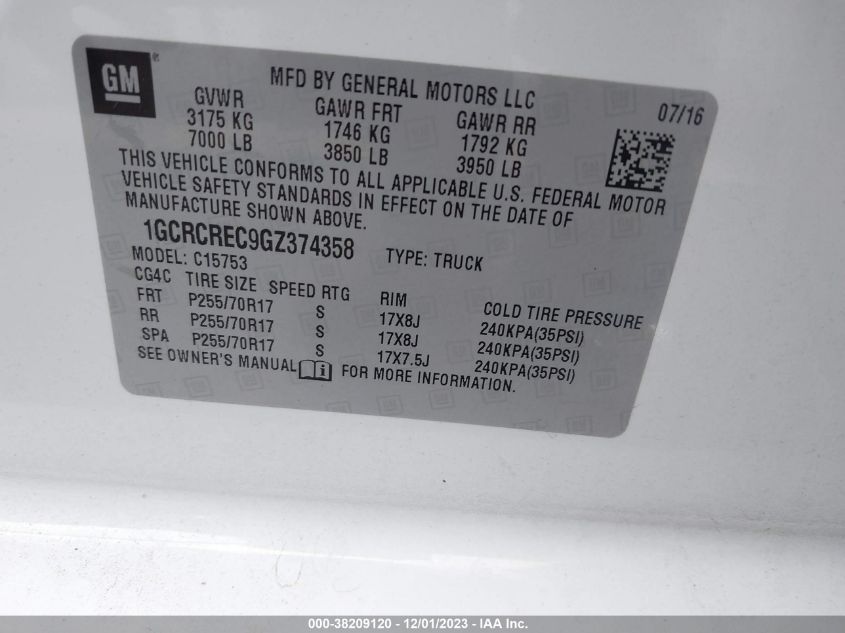 GM ®
MFD BY GENERAL MOTORS LLC
07/16
GVWR GAWR FRT GAWR RR
3175 KG 1746 KG 1792 KG
7000 LB 3850 LB 3950 LB
THIS VEHICLE CONFORMS TO ALL APPLICABLE U.S. FEDERAL MOTOR
VEHICLE SAFETY STANDARDS IN EFFECT ON THE DATE OF
MANUFACTURE SHOWN ABOVE.
1GCRCREC9GZ374358 TYPE: TRUCK
MODEL: C15753
CG4C TIRE SIZE SPEED RTG RIM COLD TIRE PRESSURE
FRT P255/70R17 S 17X8J 240KPA(35PSI)
RR P255/70R17 S 17X8J 240KPA(35PSI)
SPA P255/70R17 S 17X7.5J 240KPA(35PSI)
SEE OWNER'S MANUAL i FOR MORE INFORMATION.
000-38209120 - 12/01/2023 - IAA Inc.